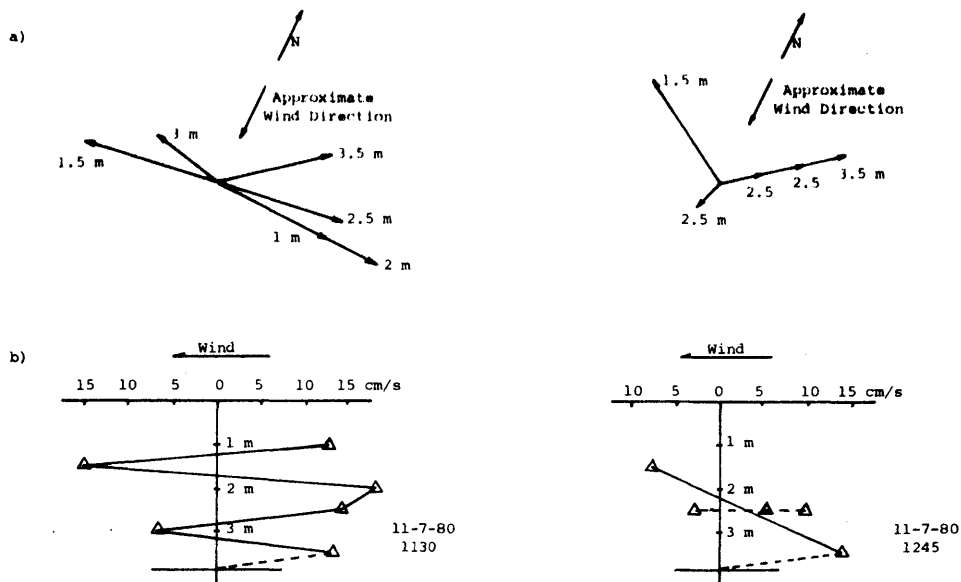 a)
N
Approximate
Wind Direction
1.5 m
3 m
3.5 m
2.5 m
1 m
2 m
N
Approximate
Wind Direction
1.5 m
2.5
2.5
3.5 m
2.5 m
b)
Wind
15 10 5 0 5 10 15 cm/s
1 m
2 m
3 m
11-7-80
1130
Wind
10 5 0 5 10 15 cm/s
1 m
2 m
3 m
11-7-80
1245